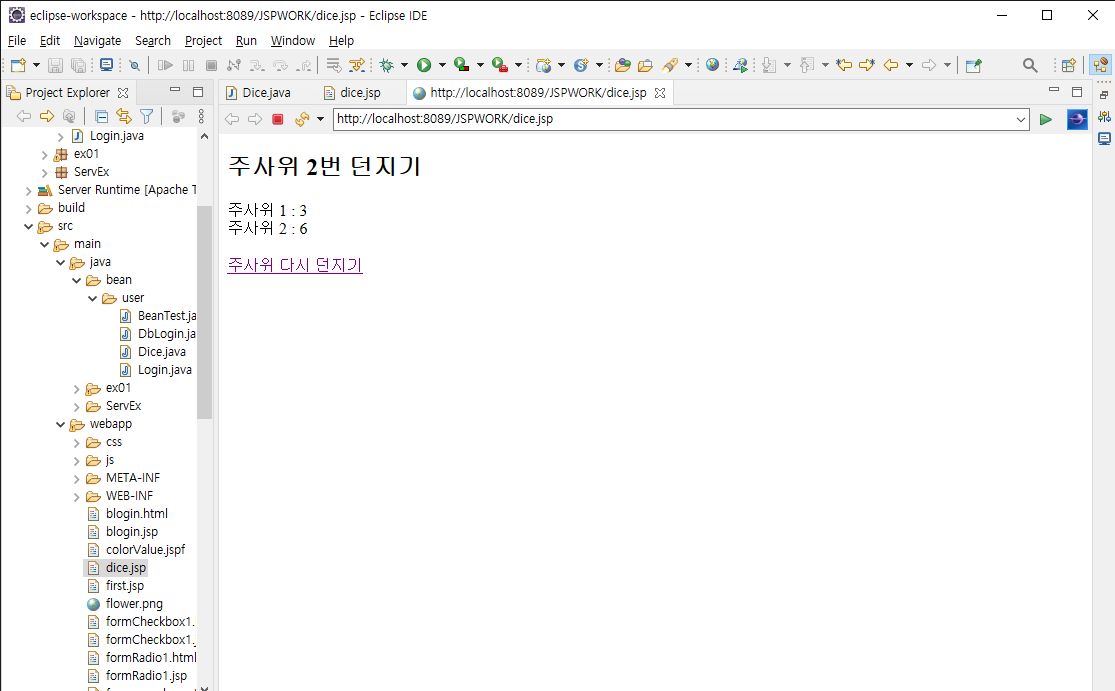 eclipse-workspace - http://localhost:8089/JSPWORK/dice.jsp - Eclipse IDE
File Edit Navigate Search Project Run Window Help
Project Explorer
Dice.java dice.jsp http://localhost:8089/JSPWORK/dice.jsp
http://localhost:8089/JSPWORK/dice.jsp
Login.java
ex01
ServEx
Server Runtime [Apache T
build
src
main
java
bean
user
BeanTest.ja
DbLogin.ja
Dice.java
Login.java
ex01
ServEx
webapp
css
js
META-INF
WEB-INF
blogin.html
blogin.jsp
colorValue.jspf
dice.jsp
first.jsp
flower.png
formCheckbox1.
formCheckbox1.
formRadio1.html
formRadio1.jsp
주사위 2번 던지기
주사위 1 : 3
주사위 2 : 6
주사위 다시 던지기